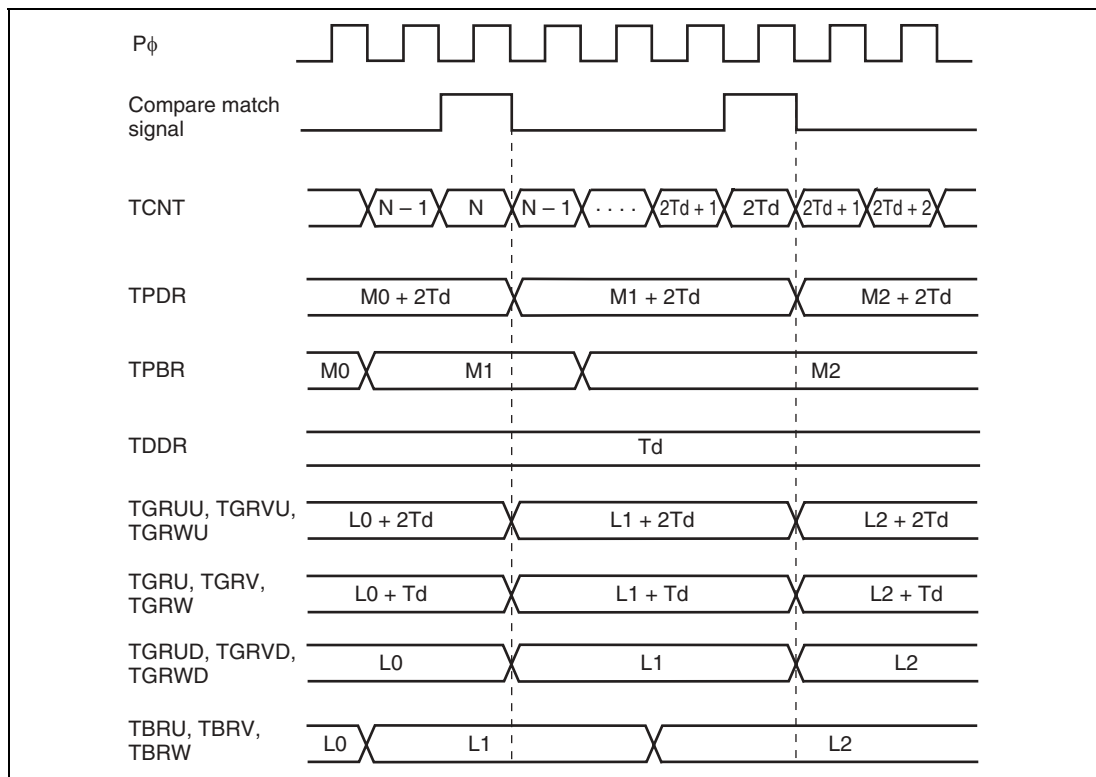 Pϕ
Compare match
signal
TCNT
N – 1 N N – 1 · · · · 2Td + 1 2Td 2Td + 1 2Td + 2
TPDR
M0 + 2Td M1 + 2Td M2 + 2Td
TPBR
M0 M1 M2
TDDR
Td
TGRUU, TGRVU,
TGRWU
L0 + 2Td L1 + 2Td L2 + 2Td
TGRU, TGRV,
TGRW
L0 + Td L1 + Td L2 + Td
TGRUD, TGRVD,
TGRWD
L0 L1 L2
TBRU, TBRV,
TBRW
L0 L1 L2